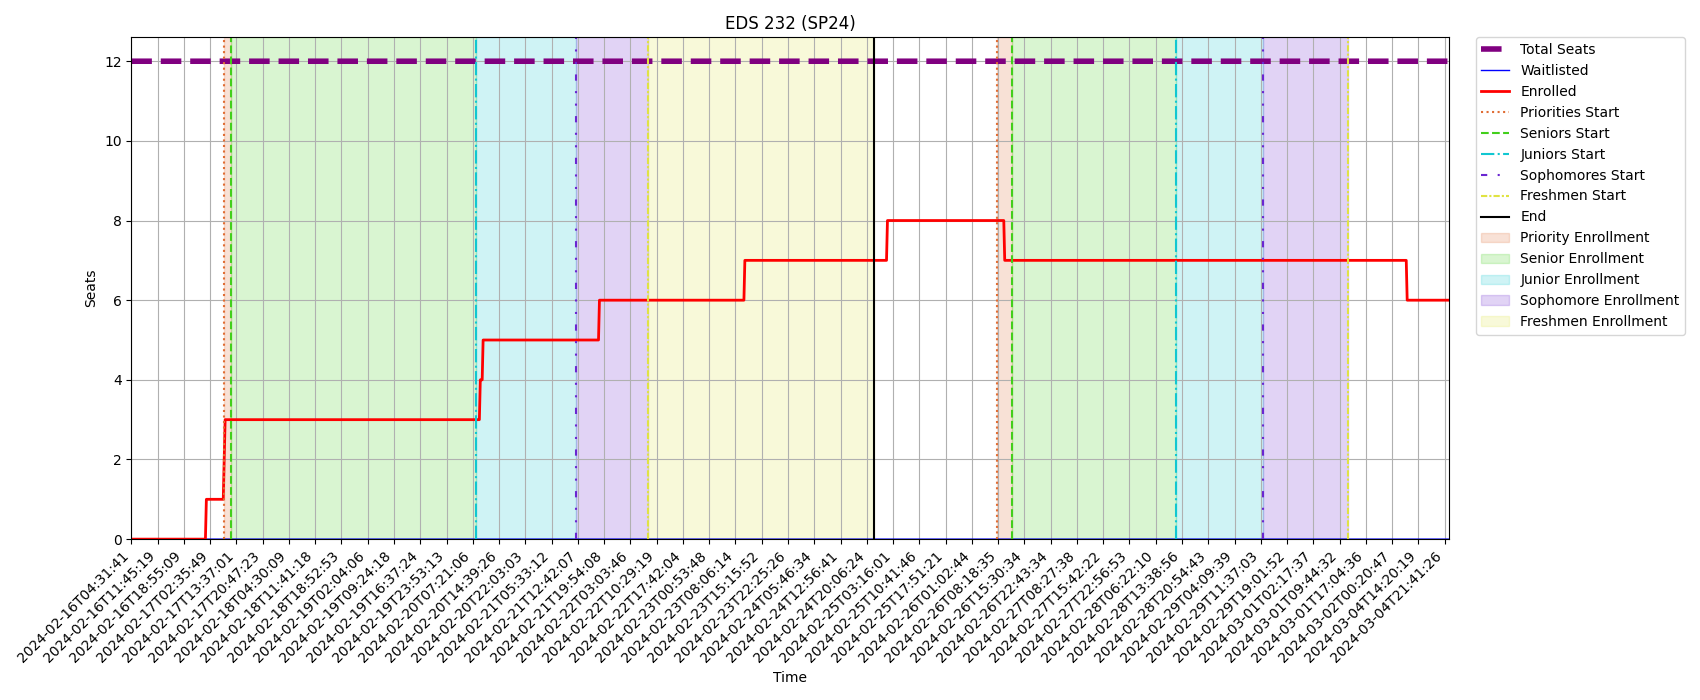 EDS 232 (SP24)
Seats
12
10
8
6
4
2
0
2024-02-16T04:31:41
2024-02-16T11:45:19
2024-02-16T18:55:09
2024-02-17T02:35:49
2024-02-17T13:37:01
2024-02-17T20:47:23
2024-02-18T04:30:09
2024-02-18T11:41:18
2024-02-18T18:52:53
2024-02-19T02:04:06
2024-02-19T09:24:18
2024-02-19T16:37:24
2024-02-19T23:53:13
2024-02-20T07:21:06
2024-02-20T14:39:26
2024-02-20T22:03:03
2024-02-21T05:33:12
2024-02-21T12:42:07
2024-02-21T19:54:08
2024-02-22T03:03:46
2024-02-22T10:29:19
2024-02-22T17:42:04
2024-02-23T00:53:48
2024-02-23T08:06:14
2024-02-23T15:15:52
2024-02-23T22:25:26
2024-02-24T05:46:34
2024-02-24T12:56:41
2024-02-24T20:06:24
2024-02-25T03:16:01
2024-02-25T10:41:46
2024-02-25T17:51:21
2024-02-26T01:02:44
2024-02-26T08:18:35
2024-02-26T15:30:34
2024-02-26T22:43:34
2024-02-27T08:27:38
2024-02-27T15:42:22
2024-02-27T22:56:53
2024-02-28T06:22:10
2024-02-28T13:38:56
2024-02-28T20:54:43
2024-02-29T04:09:39
2024-02-29T11:37:03
2024-02-29T19:01:52
2024-03-01T02:17:37
2024-03-01T09:44:32
2024-03-01T17:04:36
2024-03-02T00:20:47
2024-03-04T14:20:19
2024-03-04T21:41:26
Time
Total Seats
Waitlisted
Enrolled
Priorities Start
Seniors Start
Juniors Start
Sophomores Start
Freshmen Start
End
Priority Enrollment
Senior Enrollment
Junior Enrollment
Sophomore Enrollment
Freshmen Enrollment